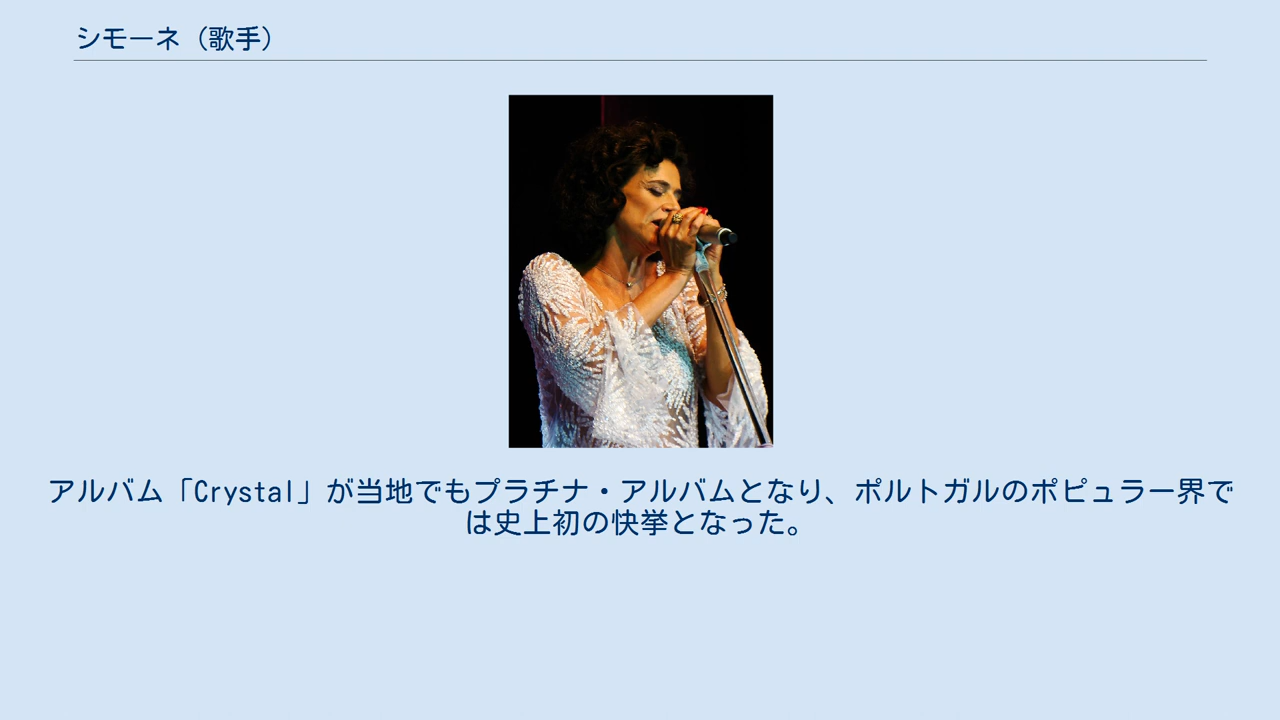 シモーネ（歌手）
アルバム「Crystal」が当地でもプラチナ・アルバムとなり、ポルトガルのポピュラー界で
は史上初の快挙となった。